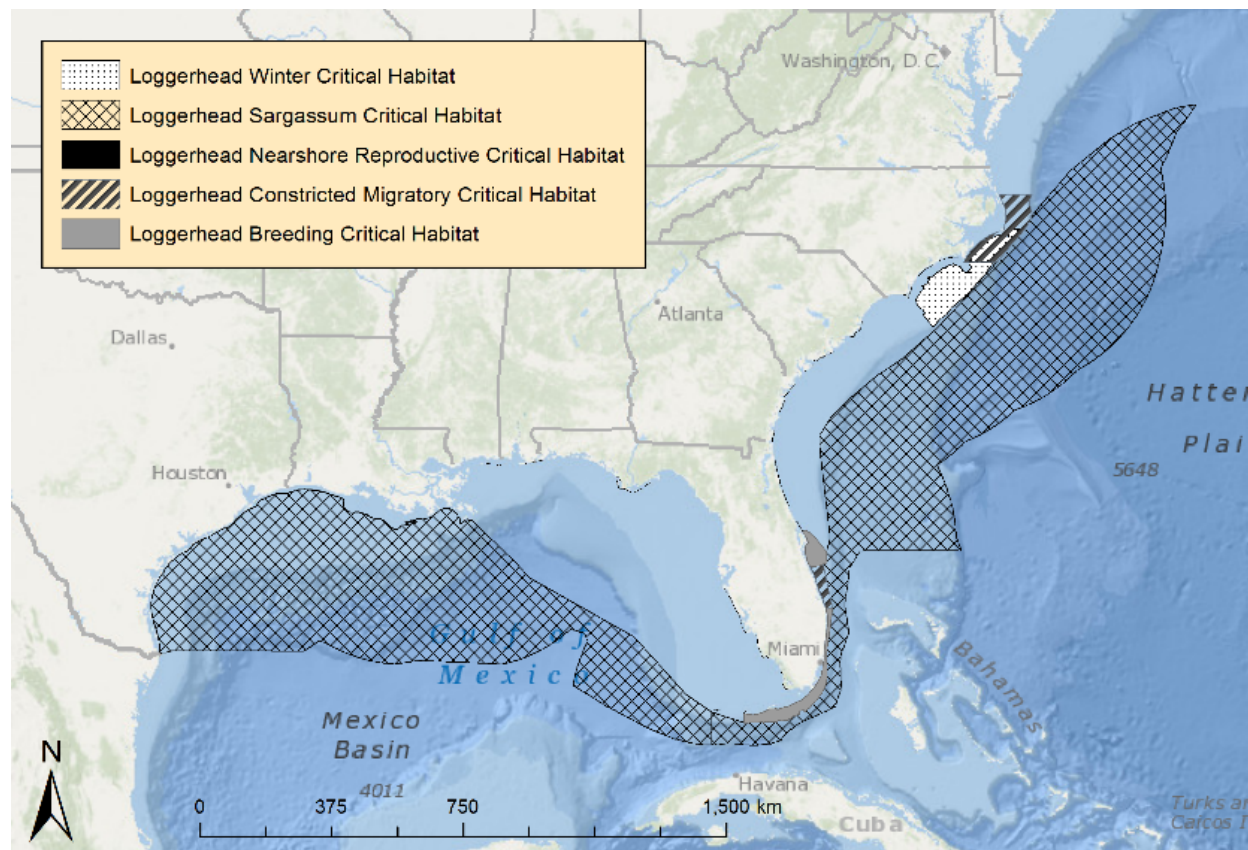 Washington, D.C.
Loggerhead Winter Critical Habitat
Loggerhead Sargassum Critical Habitat
Loggerhead Nearshore Reproductive Critical Habitat
Loggerhead Constricted Migratory Critical Habitat
Loggerhead Breeding Critical Habitat
Atlanta
Dallas
Hatter
Plai
5648
Houston
Gulf of
Mexico
Miami
Bahamas
Mexico
Basin
4011
N
Havana
0 375 750 1,500 km
Turks an
Caicos I
Cuba